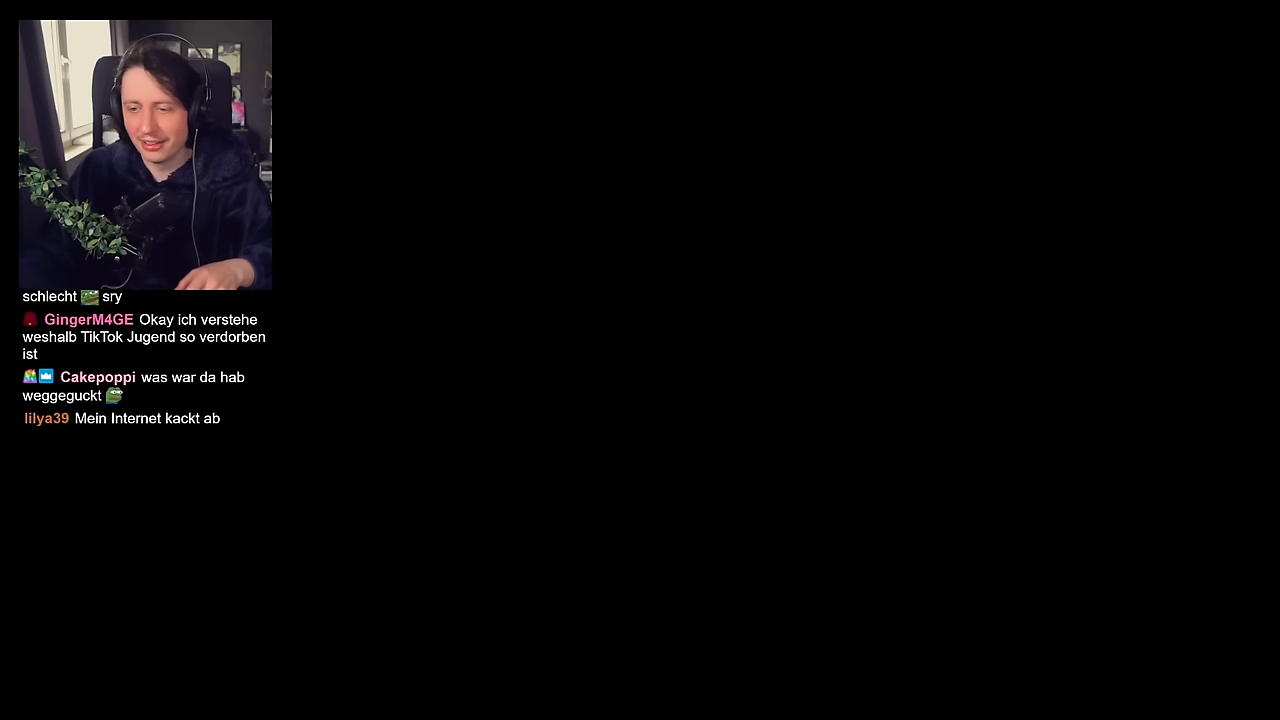 schlecht sry
GingerM4GE Okay ich verstehe
weshalb TikTok Jugend so verdorben
ist
Cakepoppi was war da hab
weggeguckt
lilya39 Mein Internet kackt ab